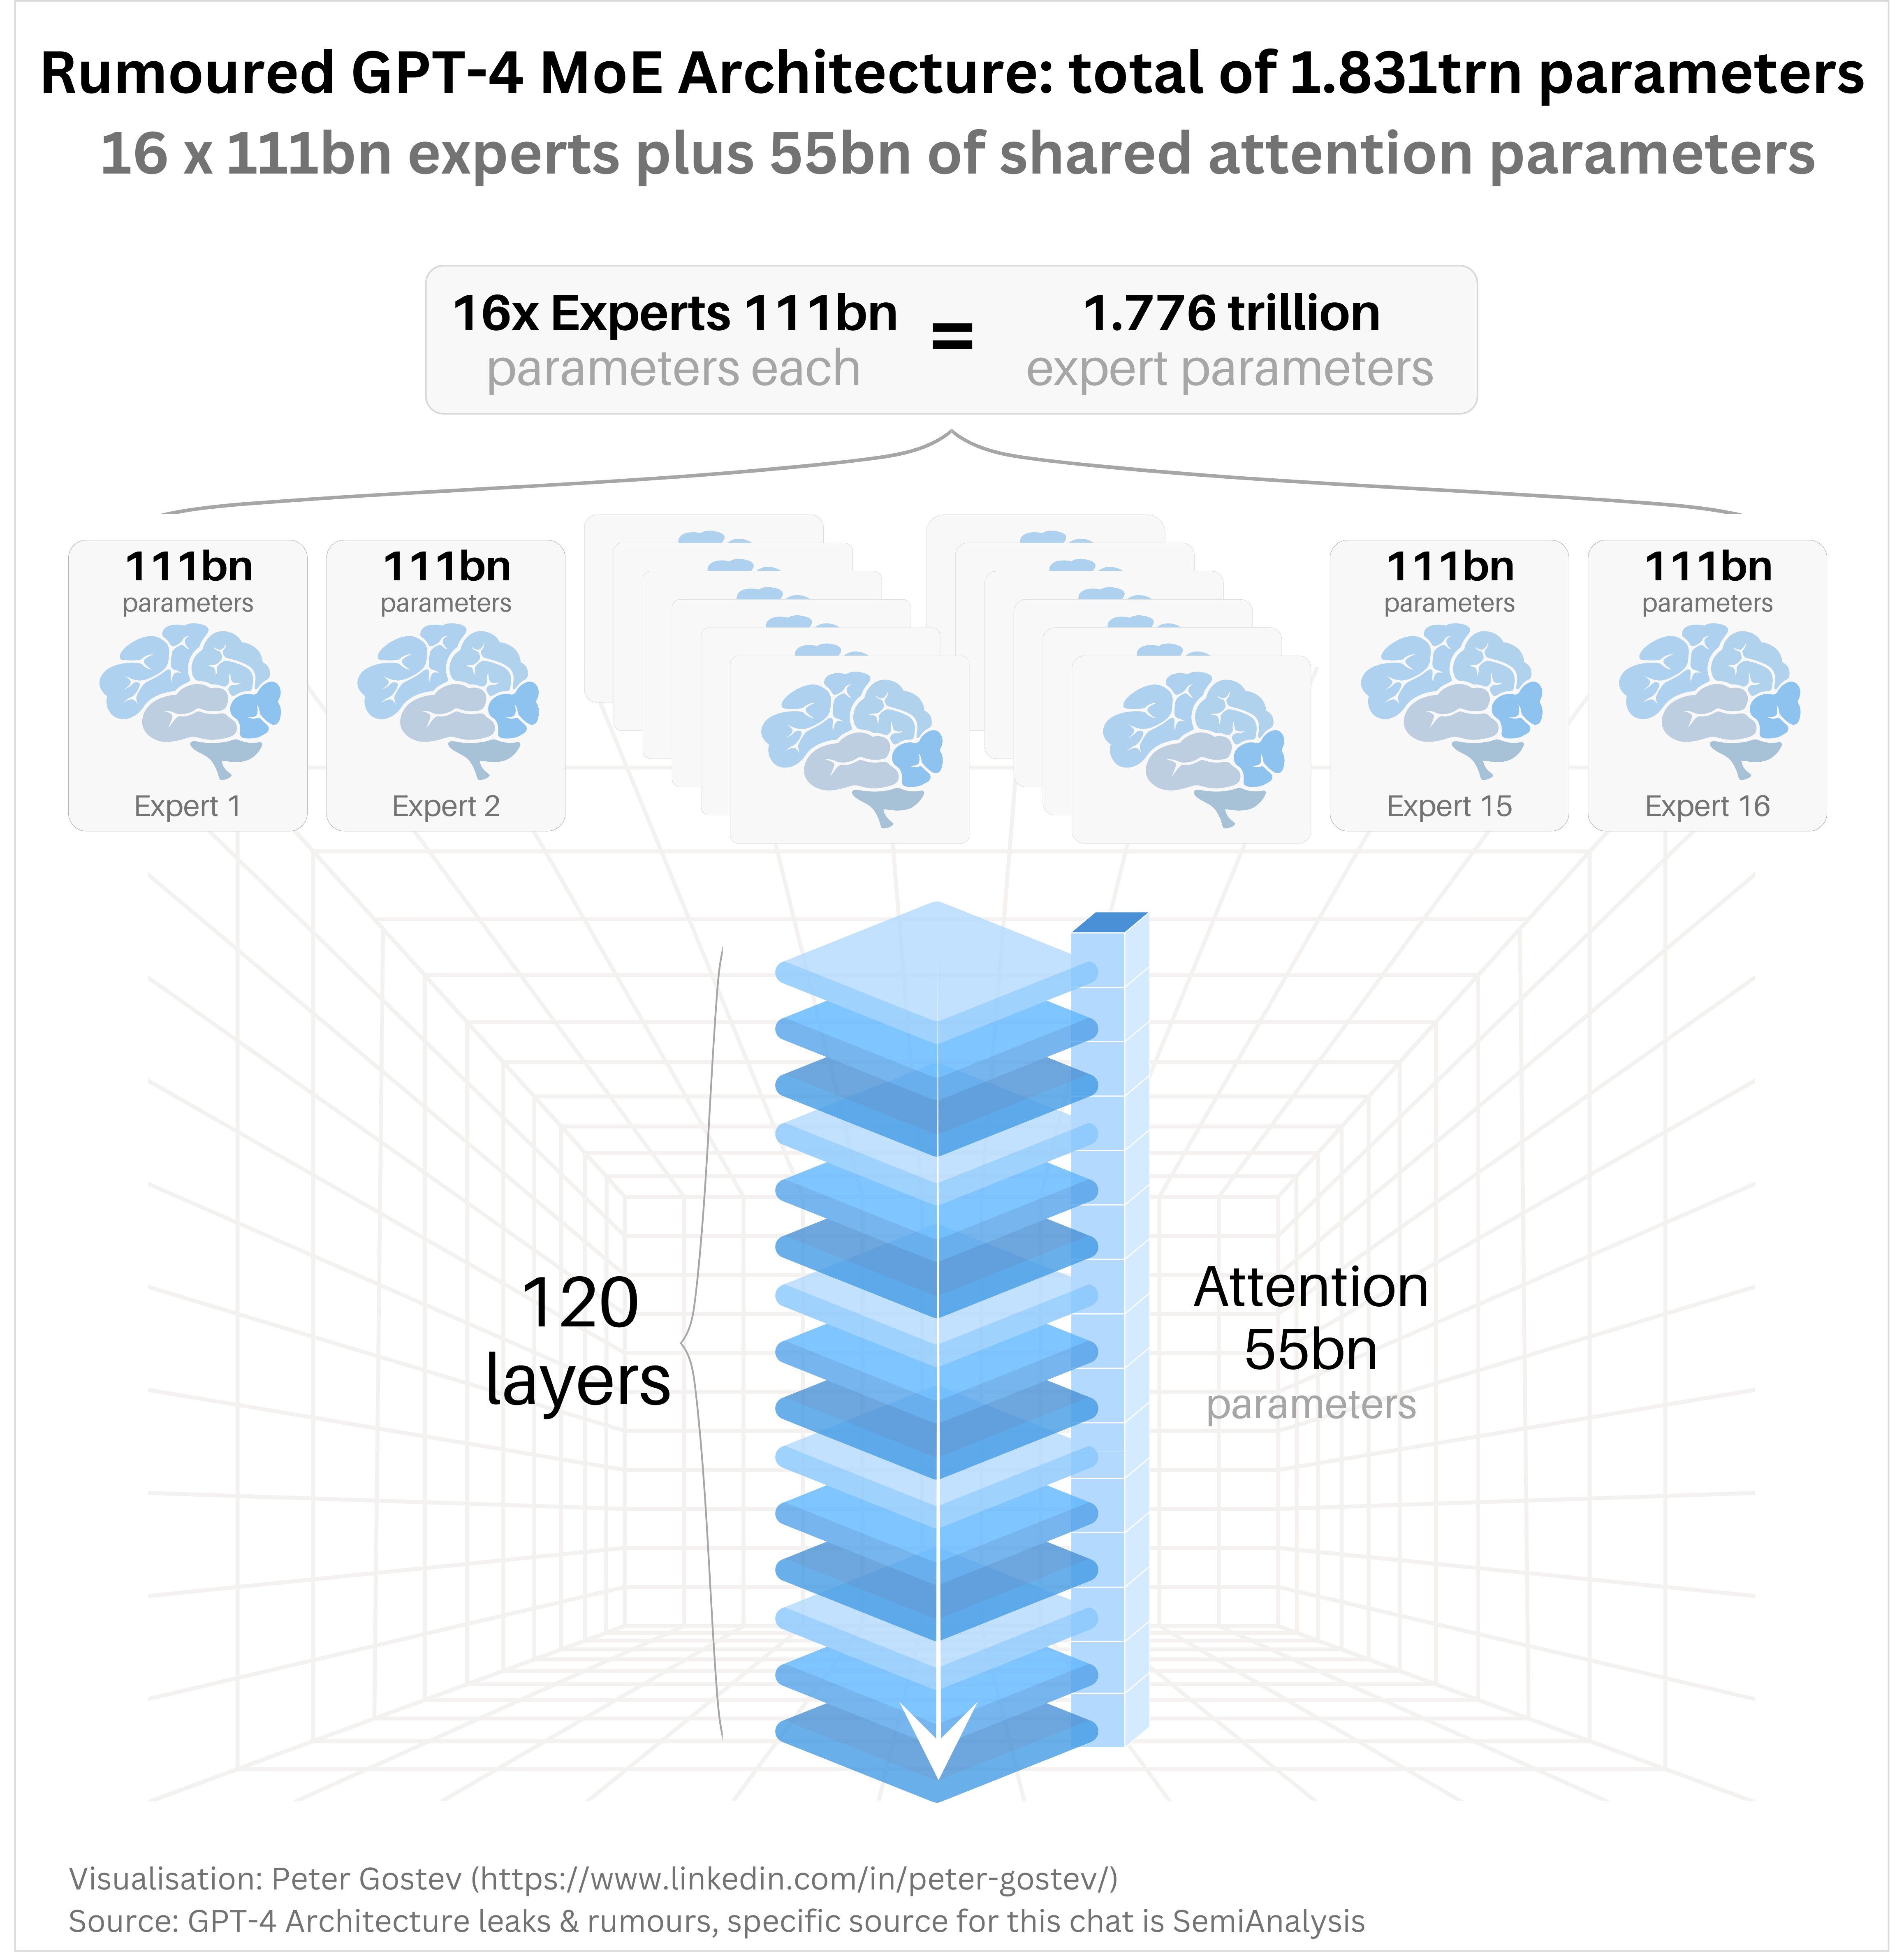 Rumoured GPT-4 MoE Architecture: total of 1.831trn parameters
16 x 111bn experts plus 55bn of shared attention parameters
16x Experts 111bn
parameters each
=
1.776 trillion
expert parameters
111bn
parameters
Expert 1
111bn
parameters
Expert 2
111bn
parameters
Expert 15
111bn
parameters
Expert 16
120
layers
Attention
55bn
parameters
Visualisation: Peter Gostev (https://www.linkedin.com/in/peter-gostev/)
Source: GPT-4 Architecture leaks & rumours, specific source for this chat is SemiAnalysis